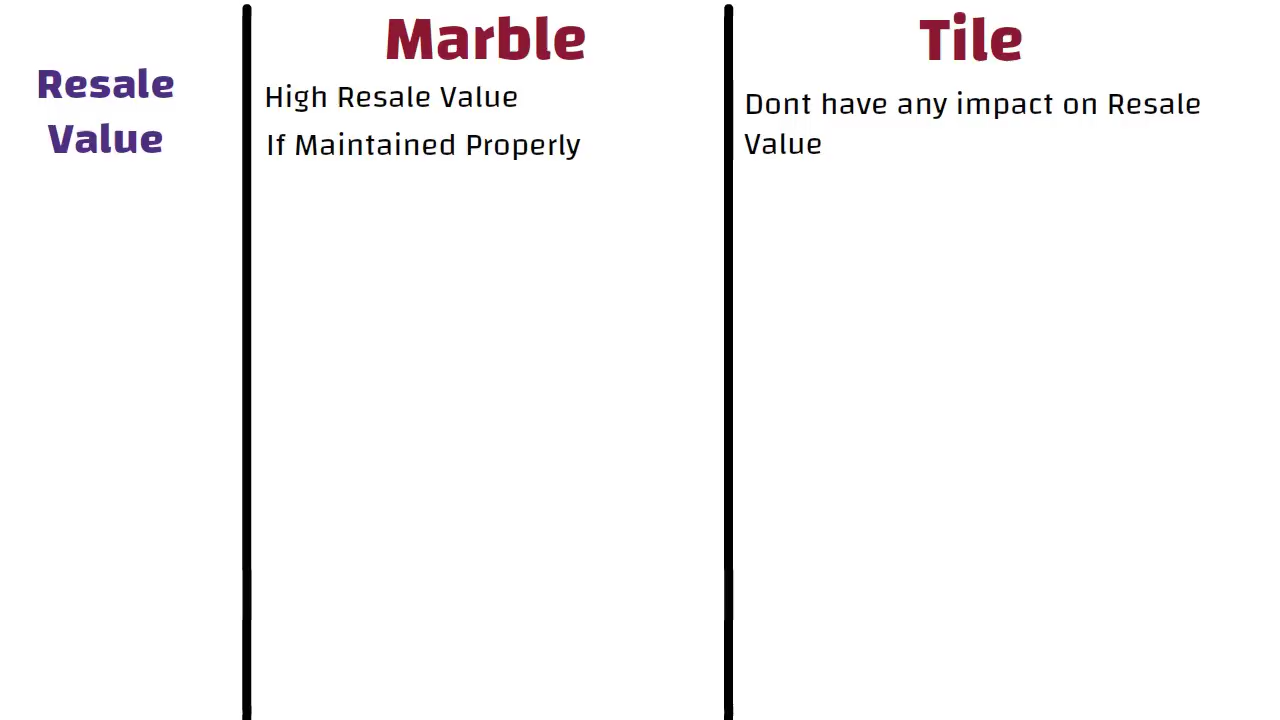 Marble
Tile
Resale
Value
High Resale Value
If Maintained Properly
Dont have any impact on Resale
Value